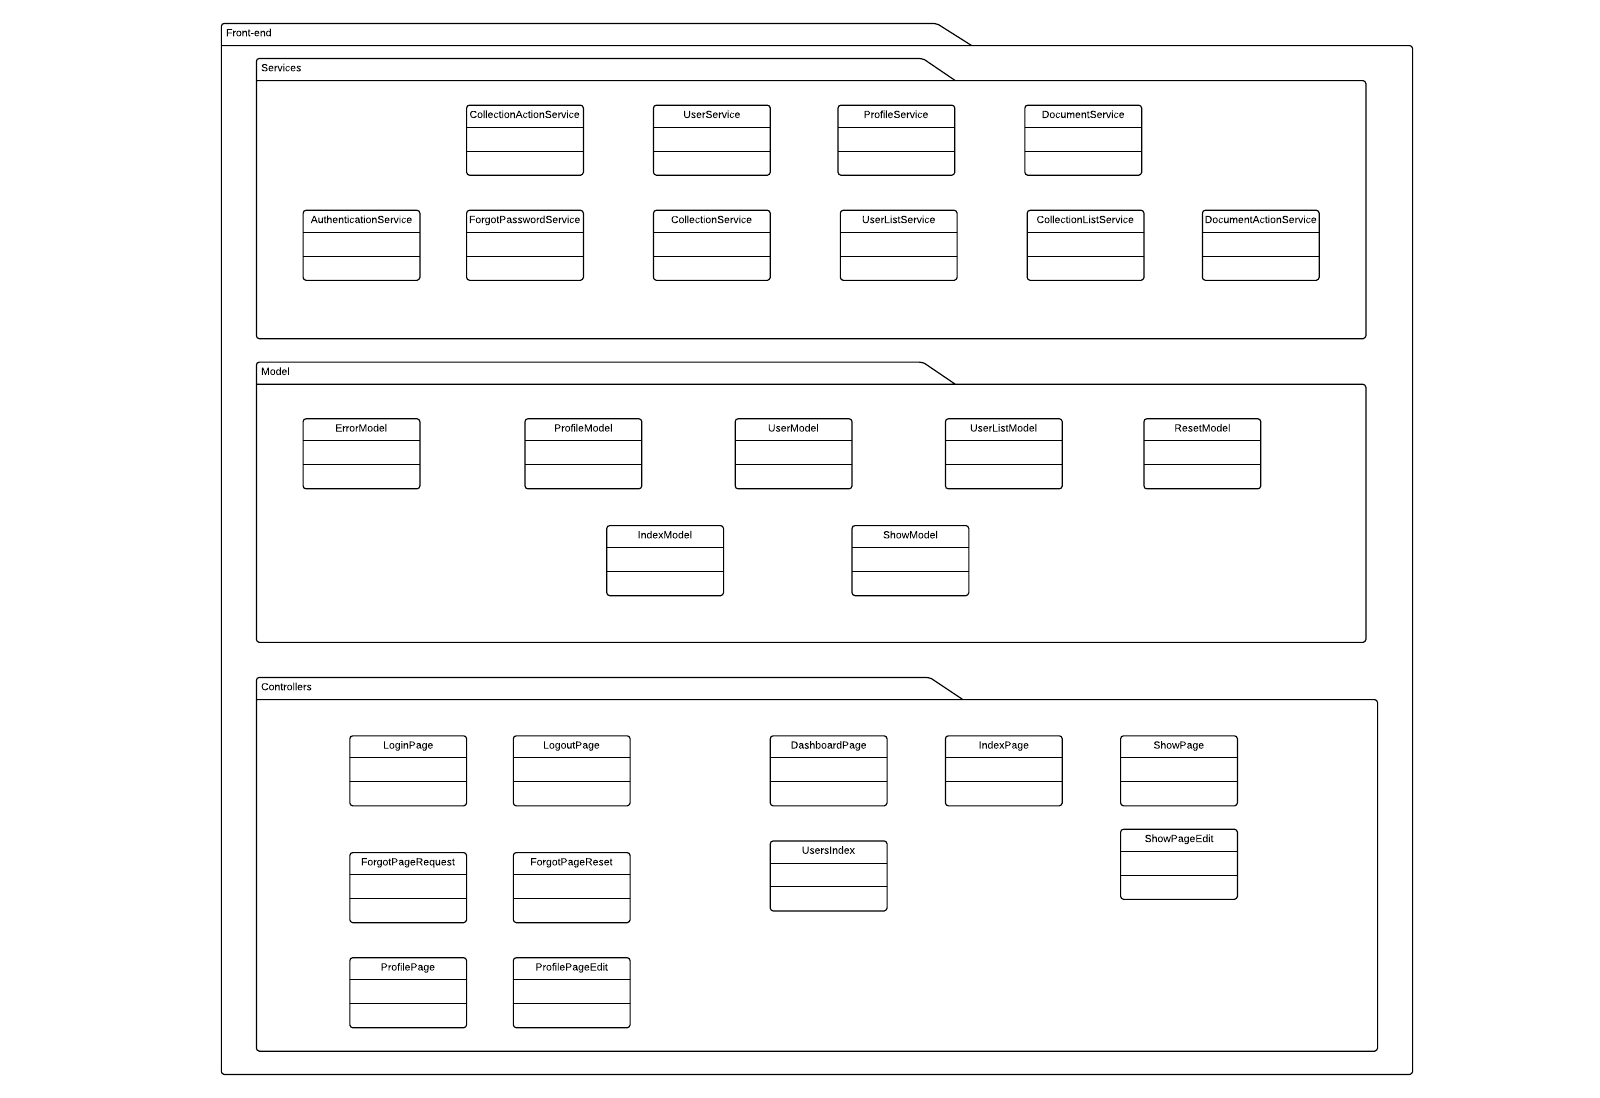 Front-end
Services
CollectionActionService
UserService
ProfileService
DocumentService
AuthenticationService
ForgotPasswordService
CollectionService
UserListService
CollectionListService
DocumentActionService
Model
ErrorModel
ProfileModel
UserModel
UserListModel
ResetModel
IndexModel
ShowModel
Controllers
LoginPage
LogoutPage
DashboardPage
IndexPage
ShowPage
ShowPageEdit
UsersIndex
ForgotPageRequest
ForgotPageReset
ProfilePage
ProfilePageEdit